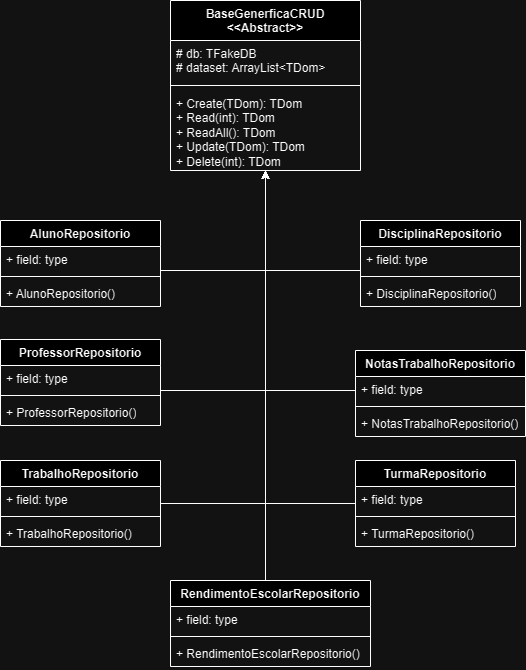 BaseGenerficaCRUD
<<Abstract>>
# db: TFakeDB
# dataset: ArrayList<TDom>
+ Create(TDom): TDom
+ Read(int): TDom
+ ReadAll(): TDom
+ Update(TDom): TDom
+ Delete(int): TDom
AlunoRepositorio
+ field: type
+ AlunoRepositorio()
DisciplinaRepositorio
+ field: type
+ DisciplinaRepositorio()
ProfessorRepositorio
+ field: type
+ ProfessorRepositorio()
NotasTrabalhoRepositorio
+ field: type
+ NotasTrabalhoRepositorio()
TrabalhoRepositorio
+ field: type
+ TrabalhoRepositorio()
TurmaRepositorio
+ field: type
+ TurmaRepositorio()
RendimentoEscolarRepositorio
+ field: type
+ RendimentoEscolarRepositorio()